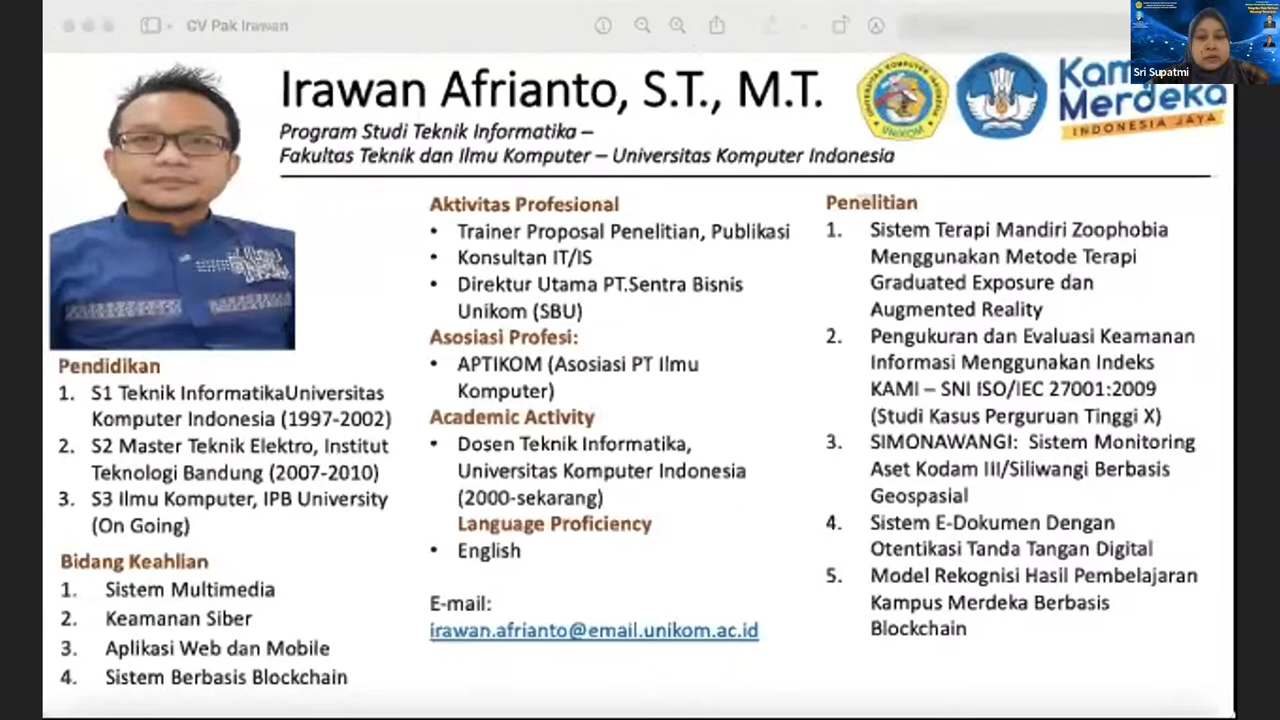 CV Pak Irawan
Sri Supatmi
Irawan Afrianto, S.T., M.T.
Program Studi Teknik Informatika –
Fakultas Teknik dan Ilmu Komputer – Universitas Komputer Indonesia
UNIVERSITAS KOMPUTER INDONESIA
UNIKOM
Kam
Merdeka
INDONESIA JAYA
Pendidikan
1. S1 Teknik InformatikaUniversitas
Komputer Indonesia (1997-2002)
2. S2 Master Teknik Elektro, Institut
Teknologi Bandung (2007-2010)
3. S3 Ilmu Komputer, IPB University
(On Going)
Bidang Keahlian
1. Sistem Multimedia
2. Keamanan Siber
3. Aplikasi Web dan Mobile
4. Sistem Berbasis Blockchain
Aktivitas Profesional
• Trainer Proposal Penelitian, Publikasi
• Konsultan IT/IS
• Direktur Utama PT.Sentra Bisnis
Unikom (SBU)
Asosiasi Profesi:
• APTIKOM (Asosiasi PT Ilmu
Komputer)
Academic Activity
• Dosen Teknik Informatika,
Universitas Komputer Indonesia
(2000-sekarang)
Language Proficiency
• English
E-mail:
irawan.afrianto@email.unikom.ac.id
Penelitian
1. Sistem Terapi Mandiri Zoophobia
Menggunakan Metode Terapi
Graduated Exposure dan
Augmented Reality
2. Pengukuran dan Evaluasi Keamanan
Informasi Menggunakan Indeks
KAMI – SNI ISO/IEC 27001:2009
(Studi Kasus Perguruan Tinggi X)
3. SIMONAWANGI: Sistem Monitoring
Aset Kodam III/Siliwangi Berbasis
Geospasial
4. Sistem E-Dokumen Dengan
Otentikasi Tanda Tangan Digital
5. Model Rekognisi Hasil Pembelajaran
Kampus Merdeka Berbasis
Blockchain